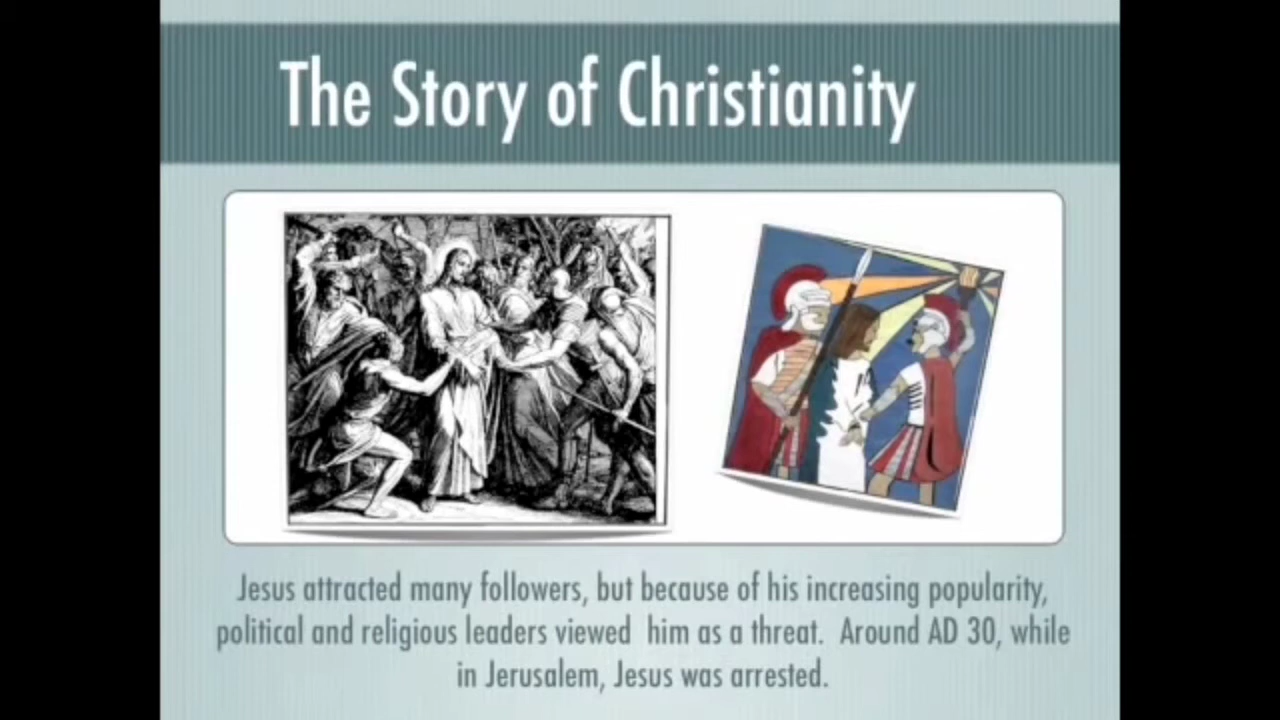 The Story of Christianity
Jesus attracted many followers, but because of his increasing popularity,
political and religious leaders viewed  him as a threat.  Around AD 30, while
in Jerusalem, Jesus was arrested.